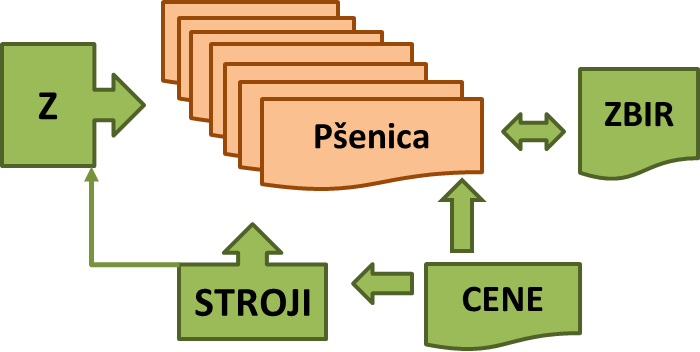 Z
Pšenica
ZBIR
STROJI
CENE